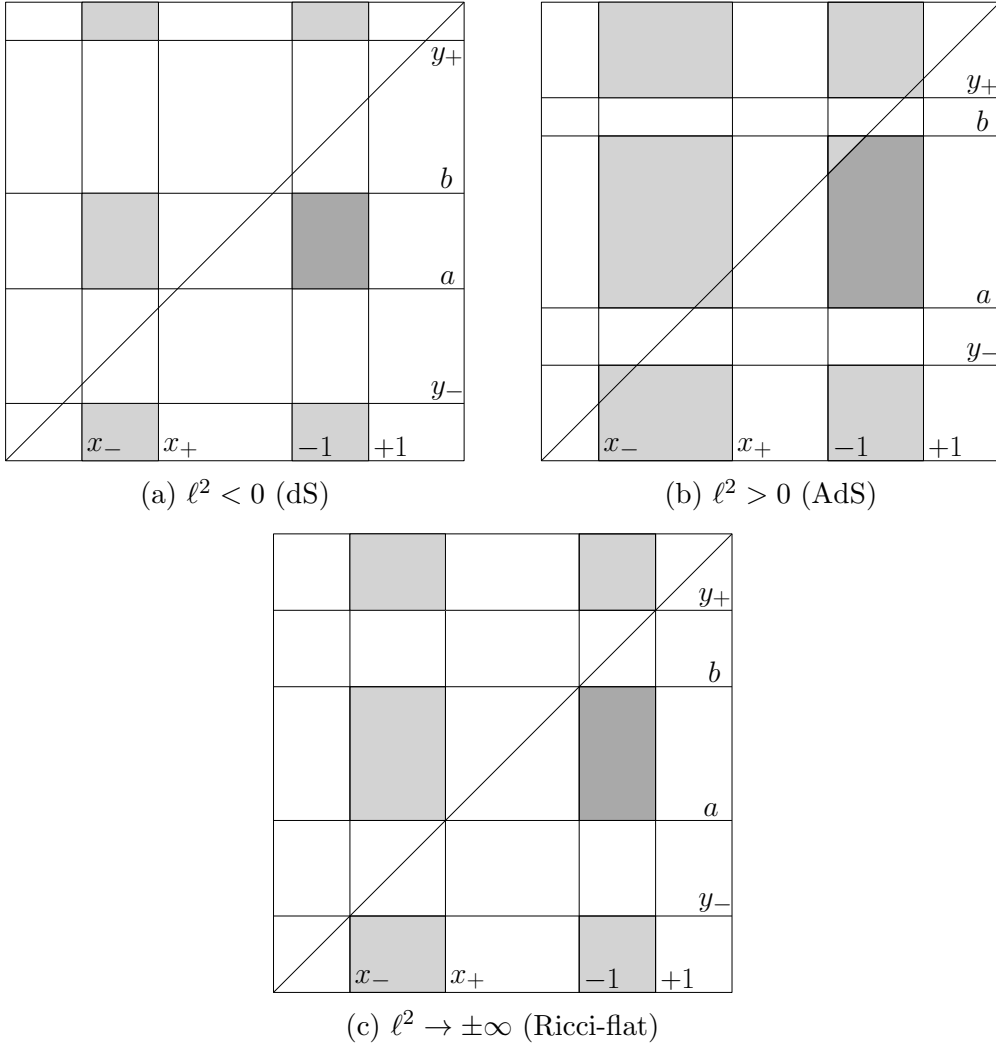 y₊
b
a
y₋
x₋ x₊ −1 +1
(a) ℓ² < 0 (dS)
y₊
b
a
y₋
x₋ x₊ −1 +1
(b) ℓ² > 0 (AdS)
y₊
b
a
y₋
x₋ x₊ −1 +1
(c) ℓ² → ±∞ (Ricci-flat)